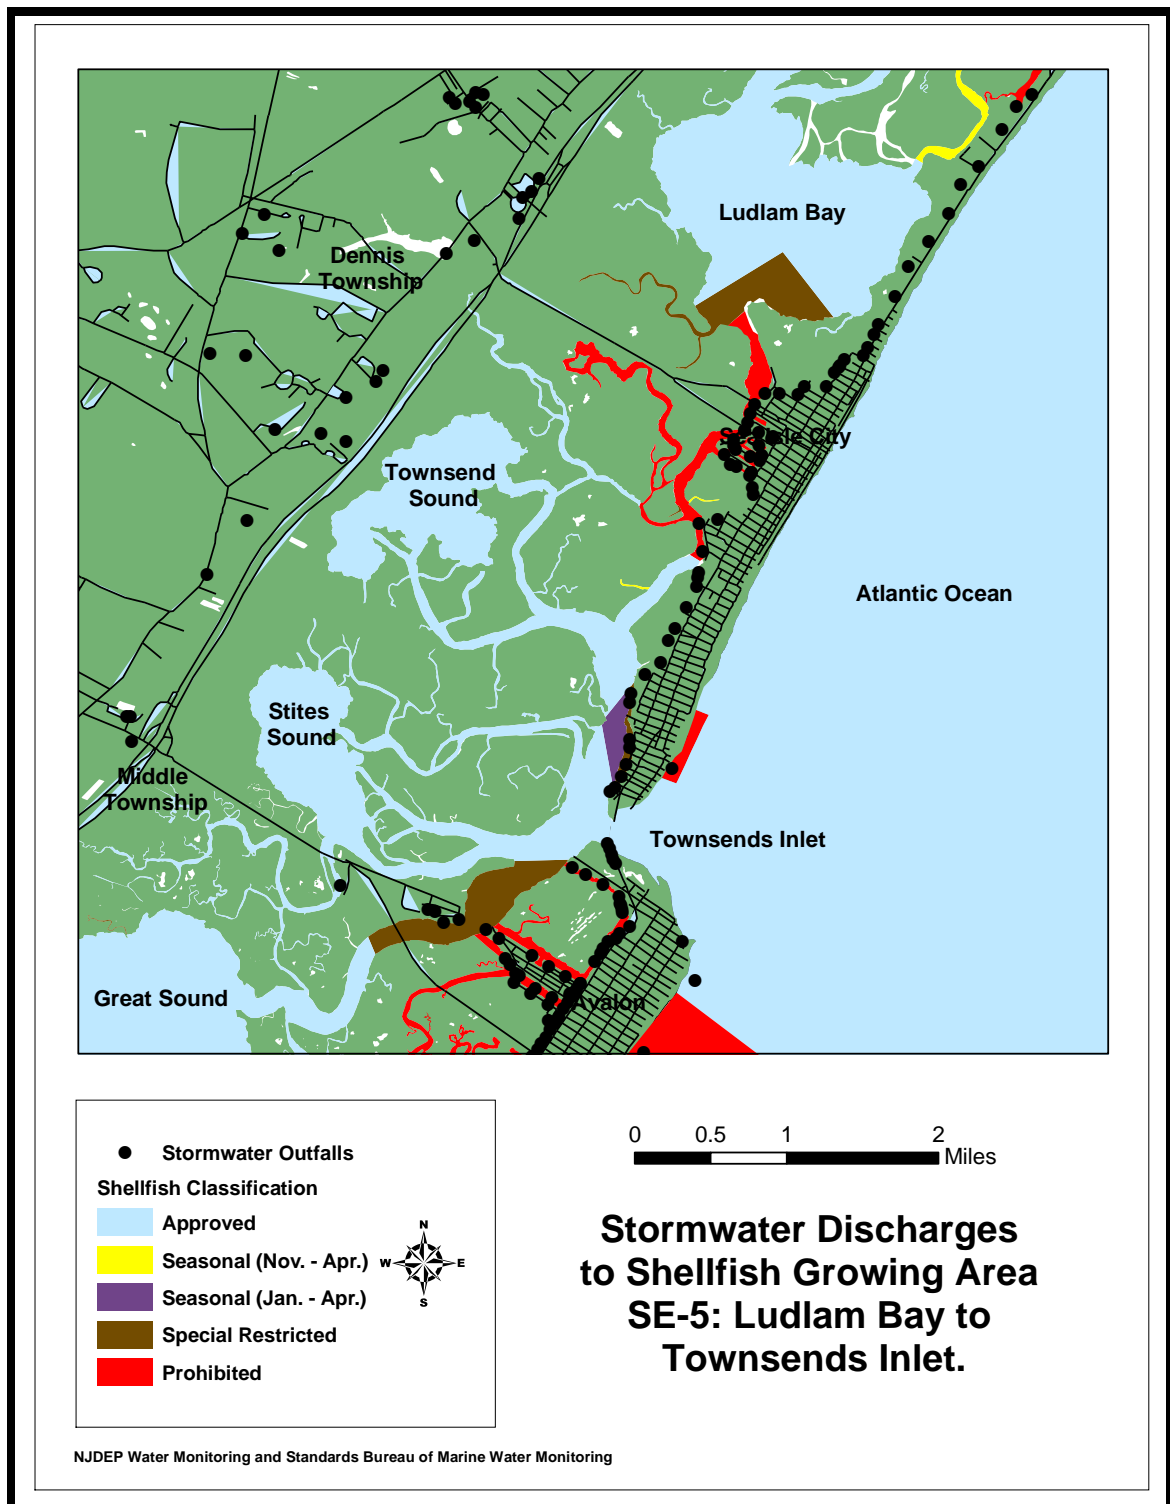 Ludlam Bay
Dennis
Township
Sea Isle City
Townsend
Sound
Atlantic Ocean
Stites
Sound
Middle
Township
Townsends Inlet
Great Sound
Avalon
Stormwater Outfalls
Shellfish Classification
Approved
Seasonal (Nov. - Apr.)
Seasonal (Jan. - Apr.)
Special Restricted
Prohibited
N
W E
S
0 0.5 1 2
Miles
Stormwater Discharges
to Shellfish Growing Area
SE-5: Ludlam Bay to
Townsends Inlet.
NJDEP Water Monitoring and Standards Bureau of Marine Water Monitoring